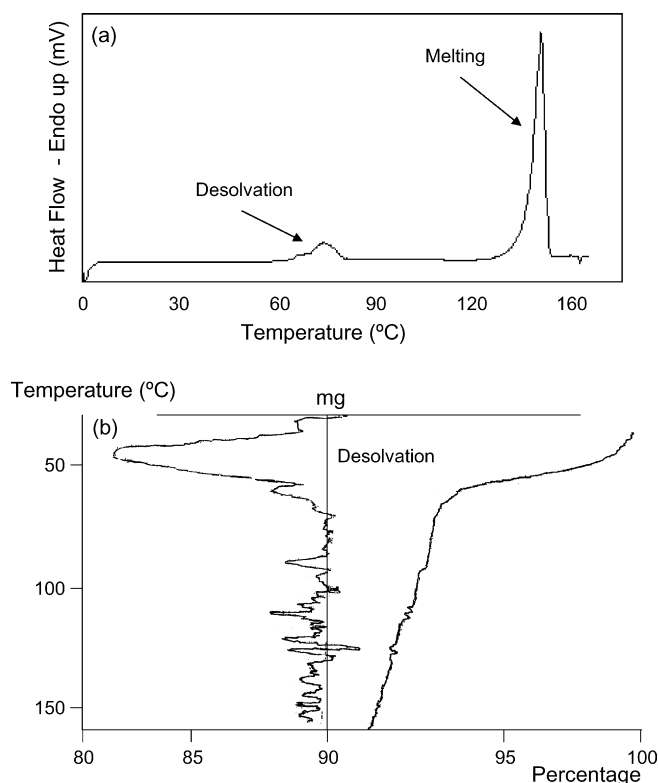 (a)
Heat Flow - Endo up (mV)
Melting
Desolvation
0 30 60 90 120 160
Temperature (ºC)
Temperature (ºC)
mg
(b)
Desolvation
50
100
150
80 85 90 95 100
Percentage